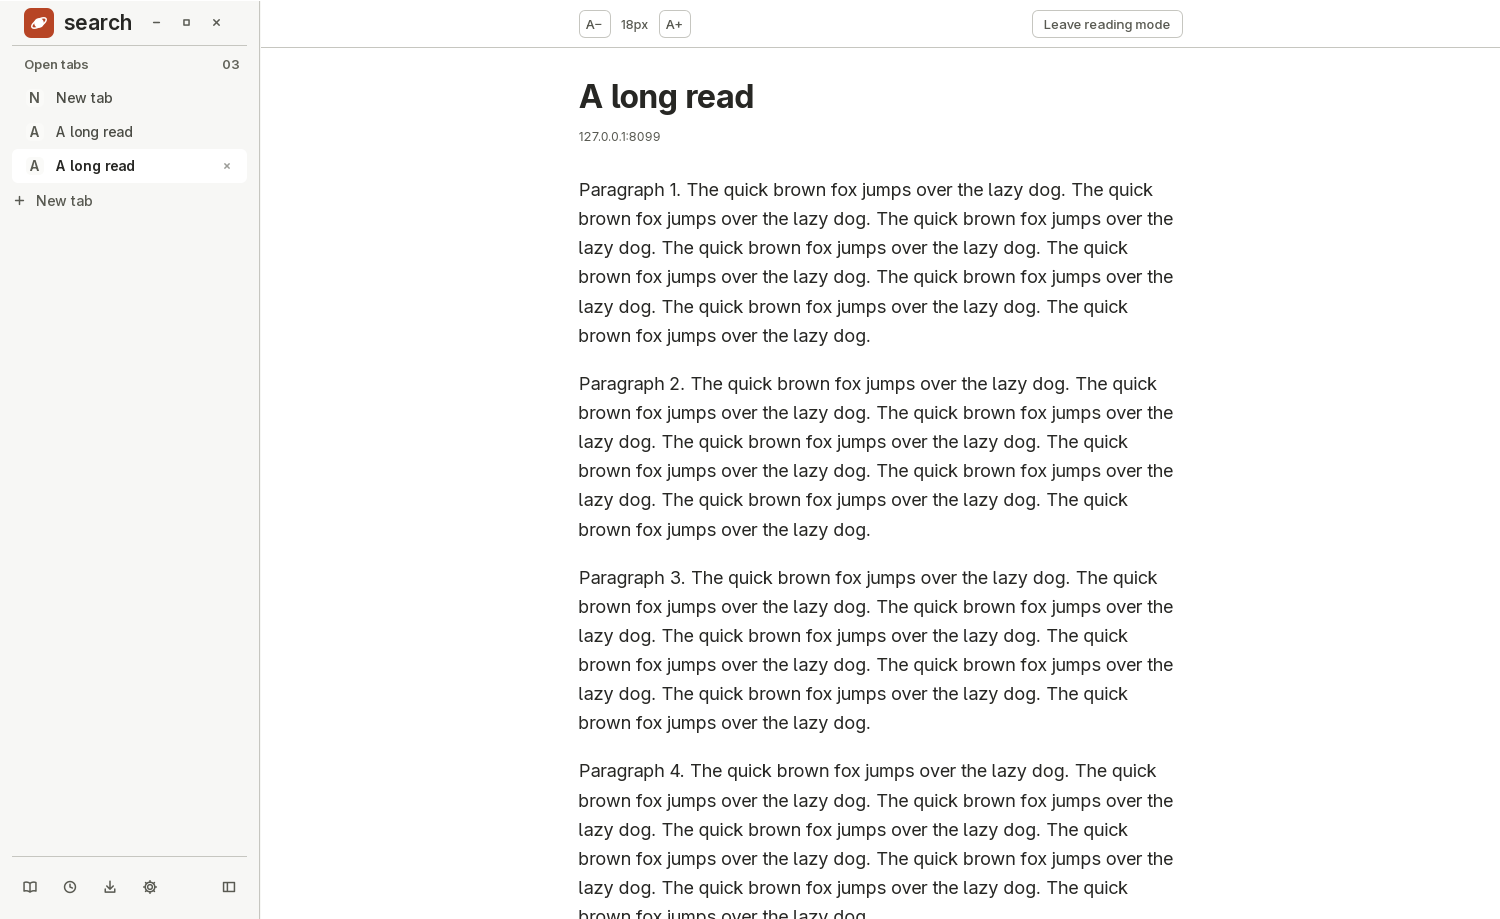 search
Open tabs 03
N New tab
A A long read
A A long read ×
+ New tab
A− 18px A+ Leave reading mode
A long read
127.0.0.1:8099
Paragraph 1. The quick brown fox jumps over the lazy dog. The quick
brown fox jumps over the lazy dog. The quick brown fox jumps over the
lazy dog. The quick brown fox jumps over the lazy dog. The quick
brown fox jumps over the lazy dog. The quick brown fox jumps over the
lazy dog. The quick brown fox jumps over the lazy dog. The quick
brown fox jumps over the lazy dog.
Paragraph 2. The quick brown fox jumps over the lazy dog. The quick
brown fox jumps over the lazy dog. The quick brown fox jumps over the
lazy dog. The quick brown fox jumps over the lazy dog. The quick
brown fox jumps over the lazy dog. The quick brown fox jumps over the
lazy dog. The quick brown fox jumps over the lazy dog. The quick
brown fox jumps over the lazy dog.
Paragraph 3. The quick brown fox jumps over the lazy dog. The quick
brown fox jumps over the lazy dog. The quick brown fox jumps over the
lazy dog. The quick brown fox jumps over the lazy dog. The quick
brown fox jumps over the lazy dog. The quick brown fox jumps over the
lazy dog. The quick brown fox jumps over the lazy dog. The quick
brown fox jumps over the lazy dog.
Paragraph 4. The quick brown fox jumps over the lazy dog. The quick
brown fox jumps over the lazy dog. The quick brown fox jumps over the
lazy dog. The quick brown fox jumps over the lazy dog. The quick
brown fox jumps over the lazy dog. The quick brown fox jumps over the
lazy dog. The quick brown fox jumps over the lazy dog. The quick
brown fox jumps over the lazy dog.